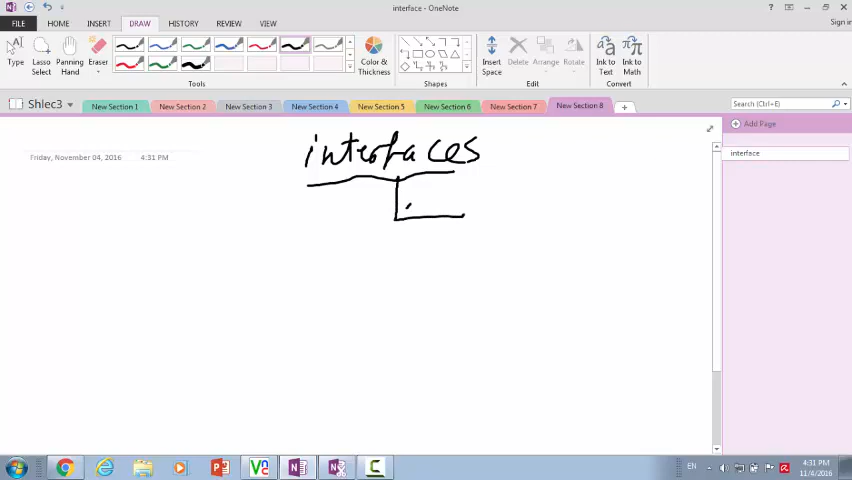 interface - OneNote
FILE HOME INSERT DRAW HISTORY REVIEW VIEW
Sign in
Type Lasso Select Panning Hand Eraser Color & Thickness Insert Space Delete Arrange Rotate Ink to Text Ink to Math
Tools Shapes Edit Convert
Shlec3 New Section 1 New Section 2 New Section 3 New Section 4 New Section 5 New Section 6 New Section 7 New Section 8 Search (Ctrl+E)
Add Page
interfaces
Friday, November 04, 2016 4:31 PM
interface
EN 4:31 PM
11/4/2016